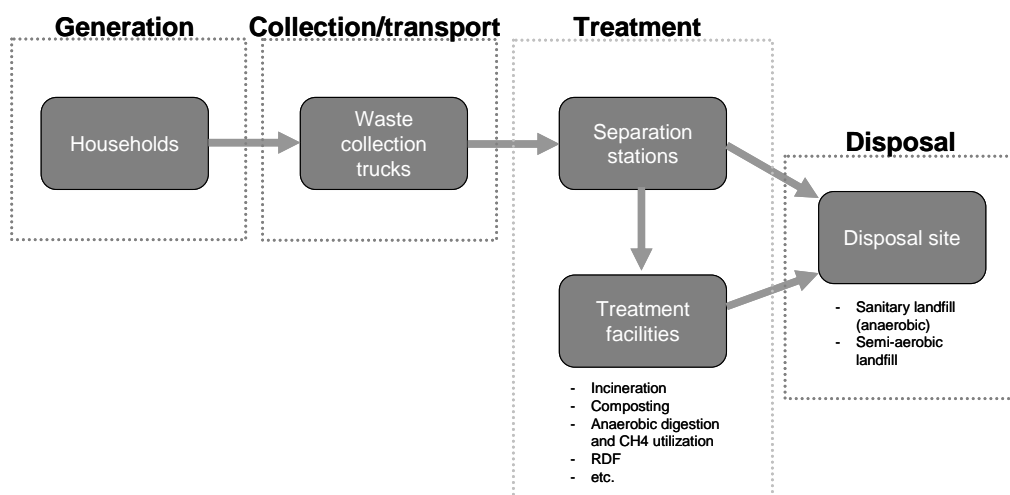 Generation
Collection/transport
Treatment
Households
Waste
collection
trucks
Separation
stations
Disposal
Disposal site
- Sanitary landfill
(anaerobic)
- Semi-aerobic
landfill
Treatment
facilities
- Incineration
- Composting
- Anaerobic digestion
and CH4 utilization
- RDF
- etc.